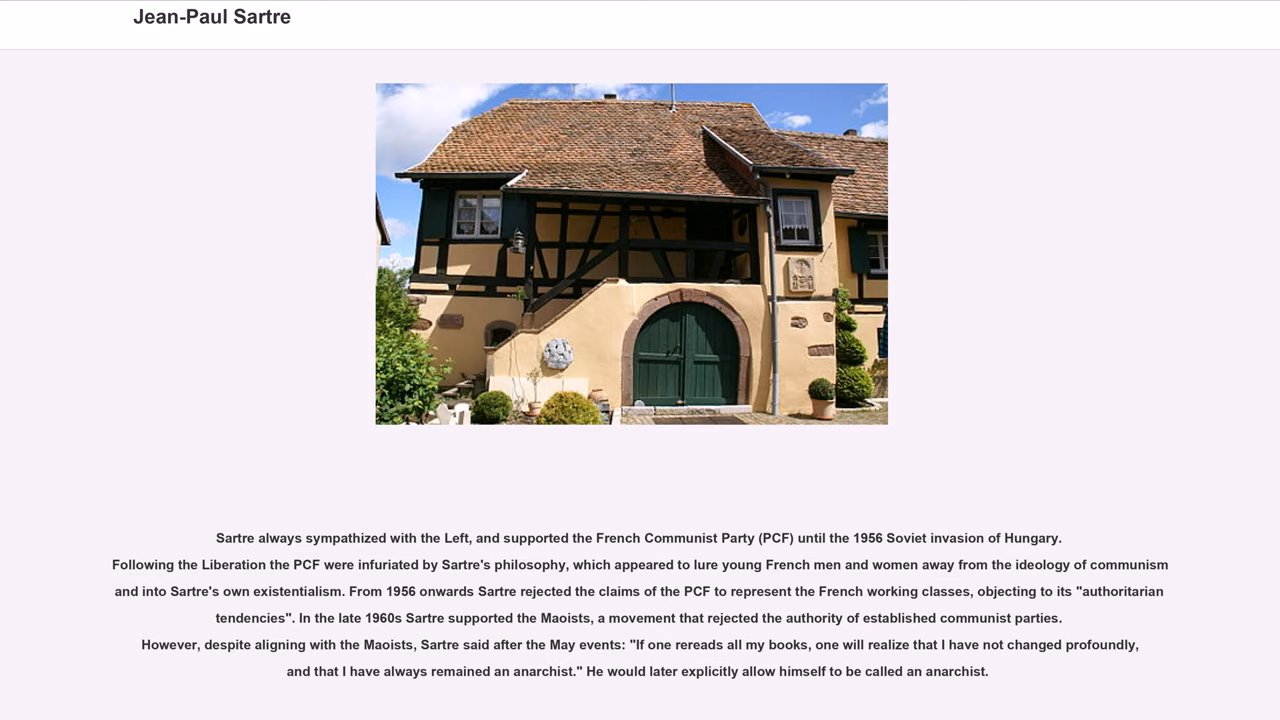 Jean-Paul Sartre
Sartre always sympathized with the Left, and supported the French Communist Party (PCF) until the 1956 Soviet invasion of Hungary.
Following the Liberation the PCF were infuriated by Sartre's philosophy, which appeared to lure young French men and women away from the ideology of communism
and into Sartre's own existentialism. From 1956 onwards Sartre rejected the claims of the PCF to represent the French working classes, objecting to its "authoritarian
tendencies". In the late 1960s Sartre supported the Maoists, a movement that rejected the authority of established communist parties.
However, despite aligning with the Maoists, Sartre said after the May events: "If one rereads all my books, one will realize that I have not changed profoundly,
and that I have always remained an anarchist." He would later explicitly allow himself to be called an anarchist.